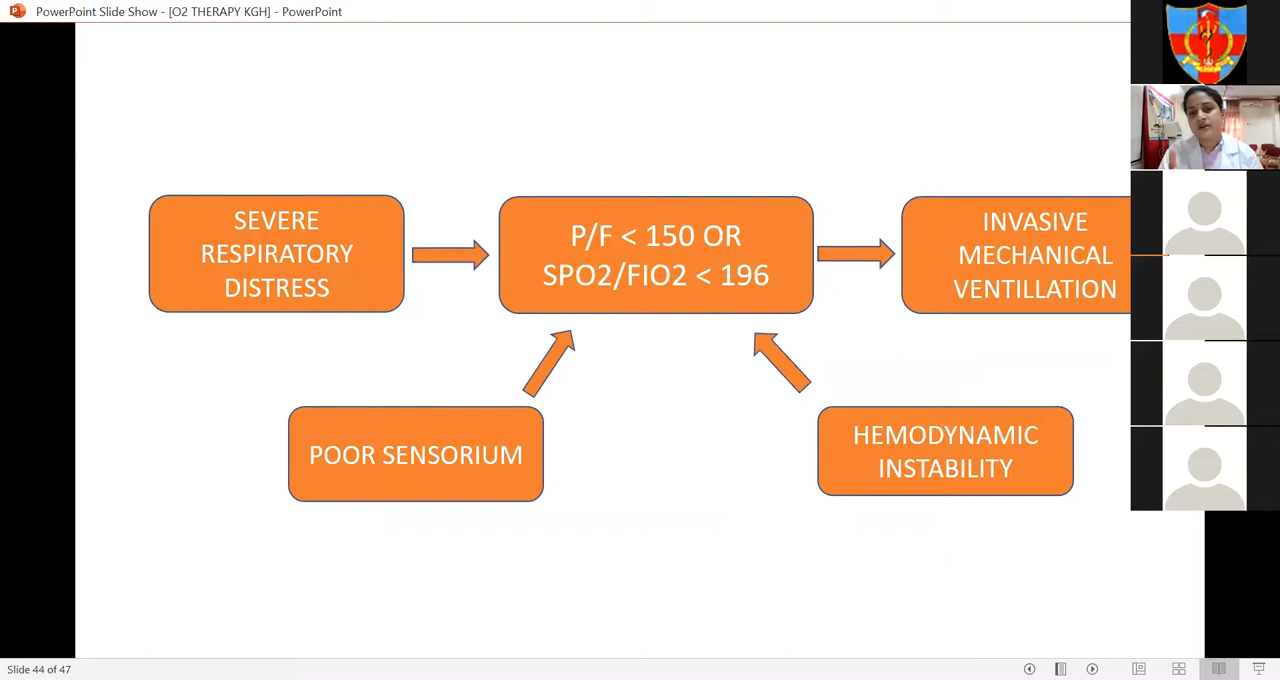 PowerPoint Slide Show - [O2 THERAPY KGH] - PowerPoint
SEVERE
RESPIRATORY
DISTRESS
P/F < 150 OR
SPO2/FIO2 < 196
INVASIVE
MECHANICAL
VENTILLATION
POOR SENSORIUM
HEMODYNAMIC
INSTABILITY
Slide 44 of 47